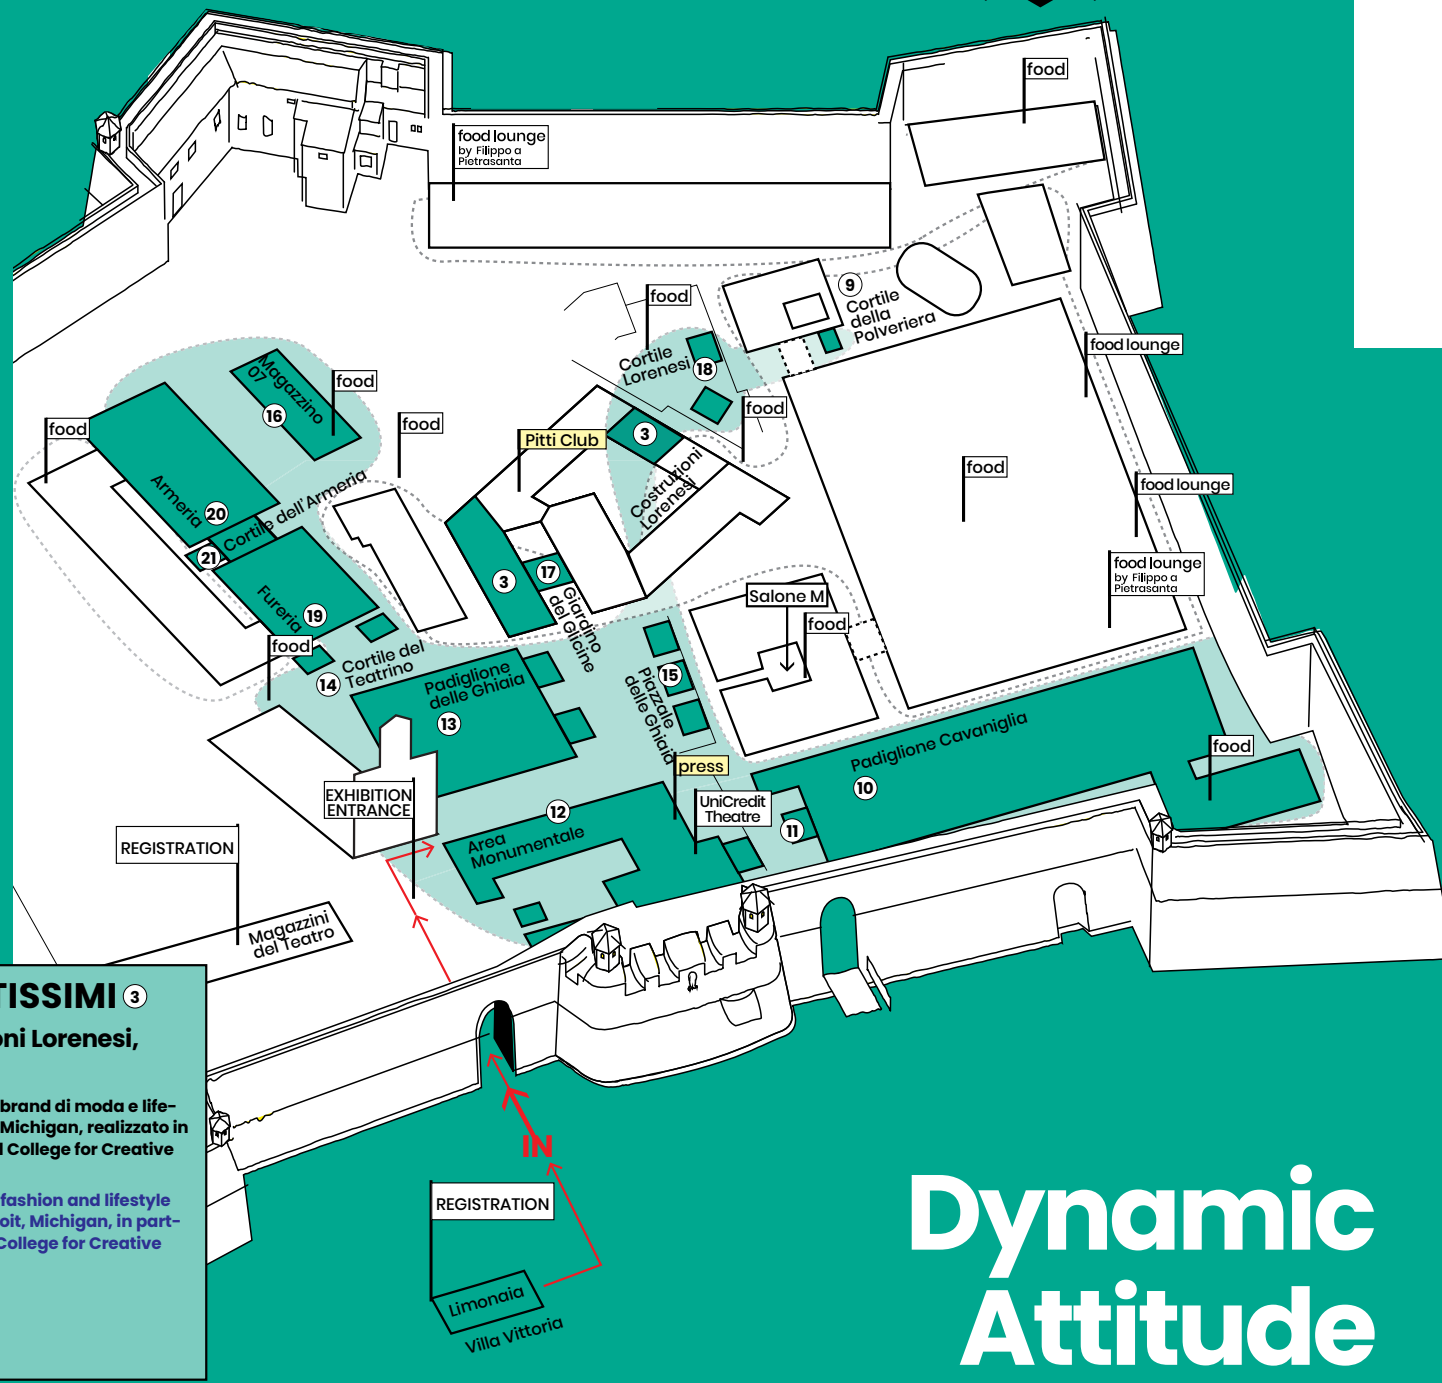 food
food lounge
by Filippo a
Pietrasanta
food
9
Cortile
della
Polveriera
food lounge
Cortile
Lorenesi
18
Magazzino
07
16
food
food
food
food
Pitti Club
3
Costruzioni
Lorenesi
food
food lounge
Armeria
20
Cortile dell'Armeria
21
Fureria
19
food
3
17
Giardino
del Glicine
food lounge
by Filippo a
Pietrasanta
Salone M
food
Cortile del
Teatrino
14
Padiglione
delle Ghiaia
13
15
Piazzale
delle Ghiaia
Padiglione Cavaniglia
10
food
press
UniCredit
Theatre
11
EXHIBITION
ENTRANCE
12
Area
Monumentale
REGISTRATION
Magazzini
del Teatro
TISSIMI 3
oni Lorenesi,
brand di moda e life-
Michigan, realizzato in
l College for Creative
fashion and lifestyle
oit, Michigan, in part-
College for Creative
IN
REGISTRATION
Limonaia
Villa Vittoria
Dynamic
Attitude